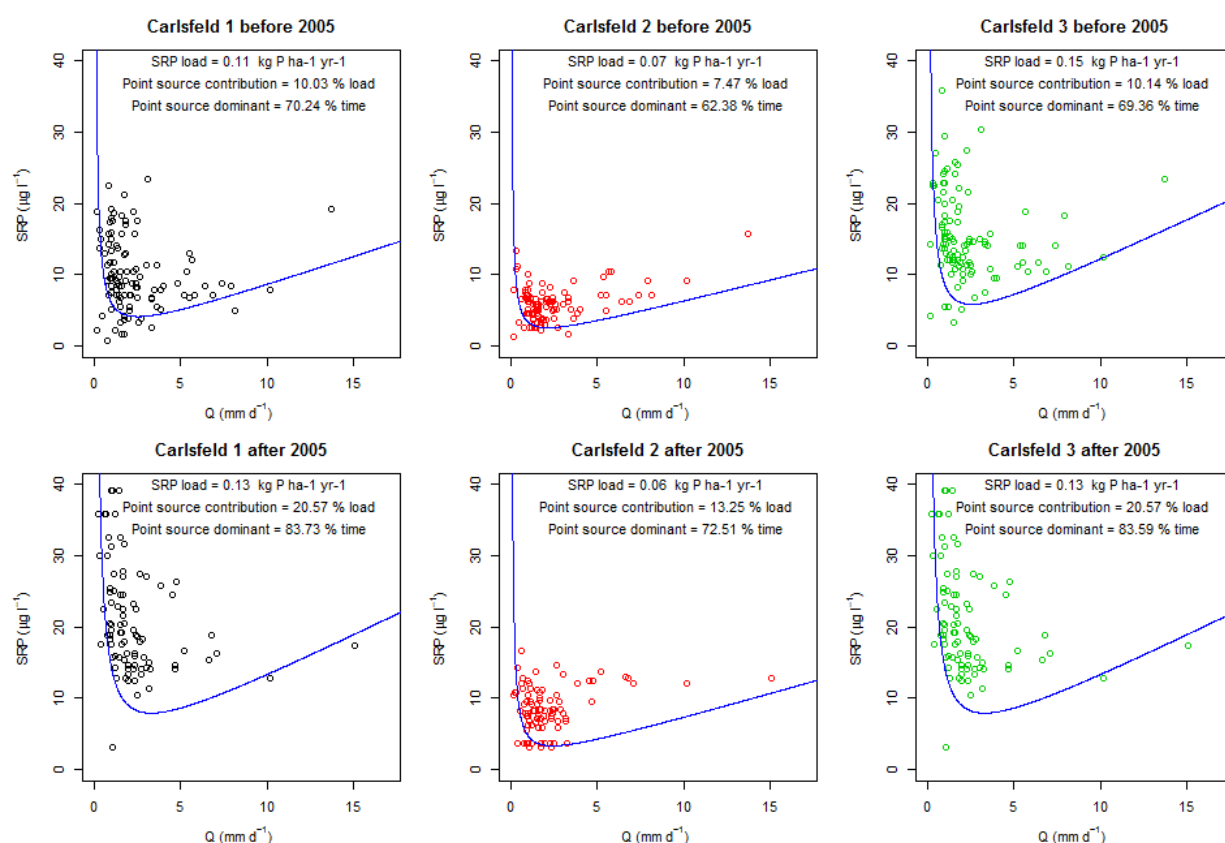 Carlsfeld 1 before 2005
SRP load = 0.11 kg P ha-1 yr-1
Point source contribution = 10.03 % load
Point source dominant = 70.24 % time
40
30
20
10
0
SRP (µg l⁻¹)
0 5 10 15
Q (mm d⁻¹)
Carlsfeld 2 before 2005
SRP load = 0.07 kg P ha-1 yr-1
Point source contribution = 7.47 % load
Point source dominant = 62.38 % time
40
30
20
10
0
SRP (µg l⁻¹)
0 5 10 15
Q (mm d⁻¹)
Carlsfeld 3 before 2005
SRP load = 0.15 kg P ha-1 yr-1
Point source contribution = 10.14 % load
Point source dominant = 69.36 % time
40
30
20
10
0
SRP (µg l⁻¹)
0 5 10 15
Q (mm d⁻¹)
Carlsfeld 1 after 2005
SRP load = 0.13 kg P ha-1 yr-1
Point source contribution = 20.57 % load
Point source dominant = 83.73 % time
40
30
20
10
0
SRP (µg l⁻¹)
0 5 10 15
Q (mm d⁻¹)
Carlsfeld 2 after 2005
SRP load = 0.06 kg P ha-1 yr-1
Point source contribution = 13.25 % load
Point source dominant = 72.51 % time
40
30
20
10
0
SRP (µg l⁻¹)
0 5 10 15
Q (mm d⁻¹)
Carlsfeld 3 after 2005
SRP load = 0.13 kg P ha-1 yr-1
Point source contribution = 20.57 % load
Point source dominant = 83.59 % time
40
30
20
10
0
SRP (µg l⁻¹)
0 5 10 15
Q (mm d⁻¹)